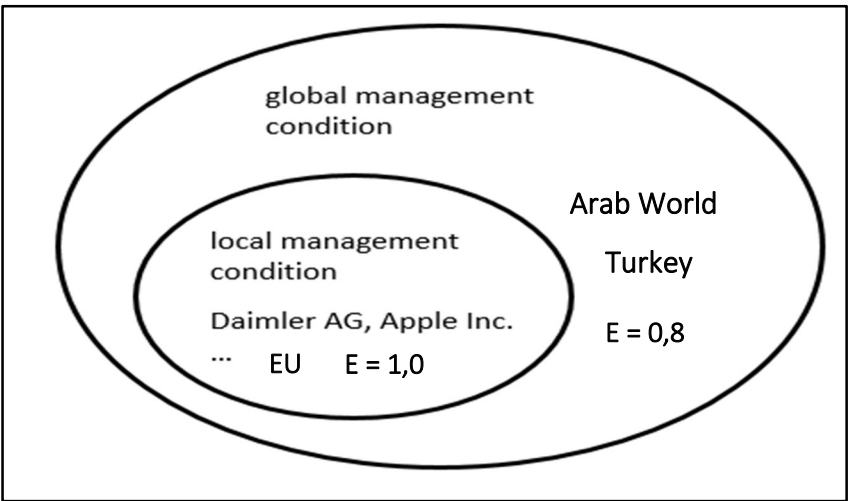 global management
condition
Arab World
local management
condition
Turkey
Daimler AG, Apple Inc.
E = 0,8
... EU E = 1,0